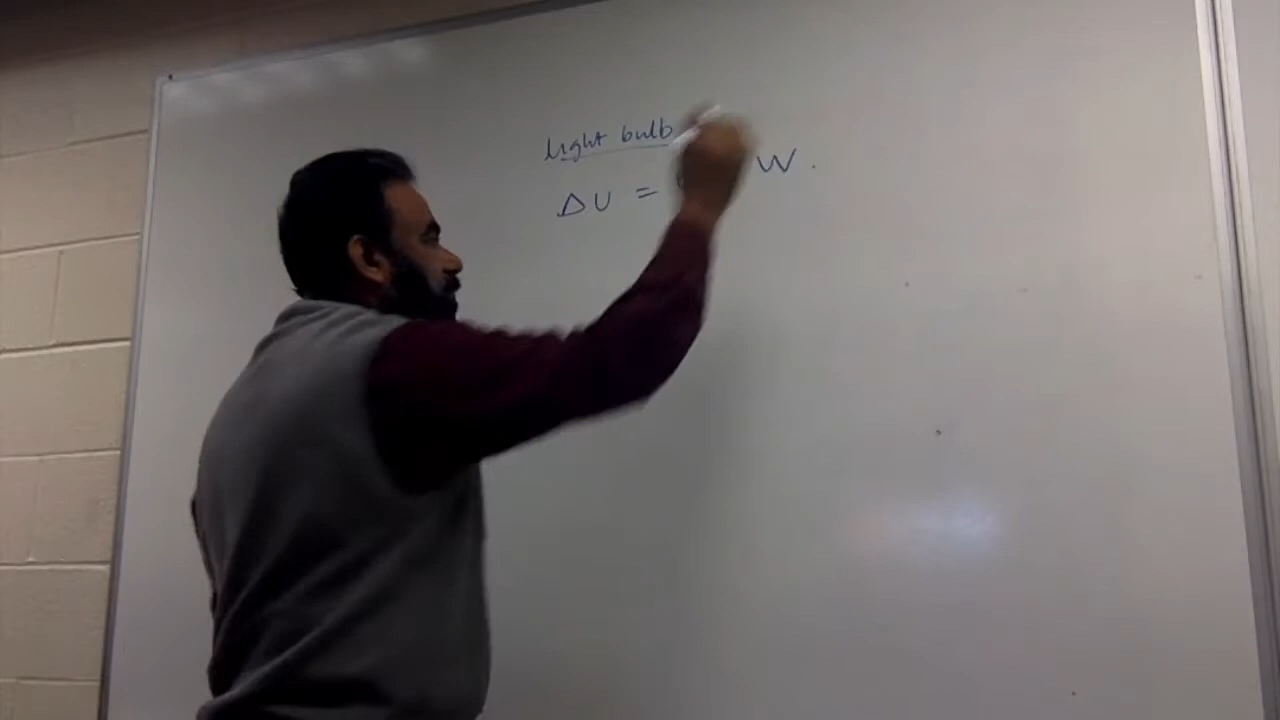 light bulb
ΔU = W.